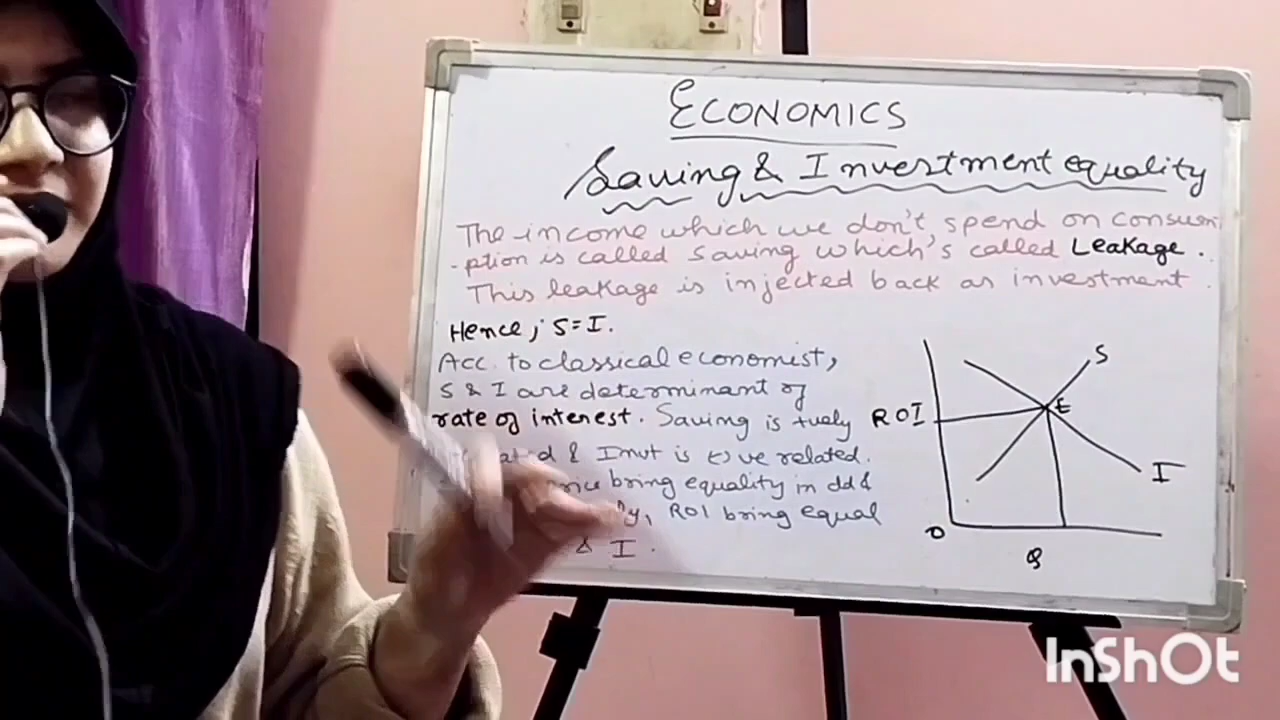 ECONOMICS
Saving & Investment equality
The income which we don't spend on consum
-ption is called saving which's called Leakage.
This leakage is injected back as investment
Hence, S=I.
Acc. to classical economist,
S & I are determinant of
rate of interest. Saving is +vely
& Invt is (-)ve related.
bring equality in dd &
ROI bring equal
& I.
S
E
ROI
I
O
Q
InShOt